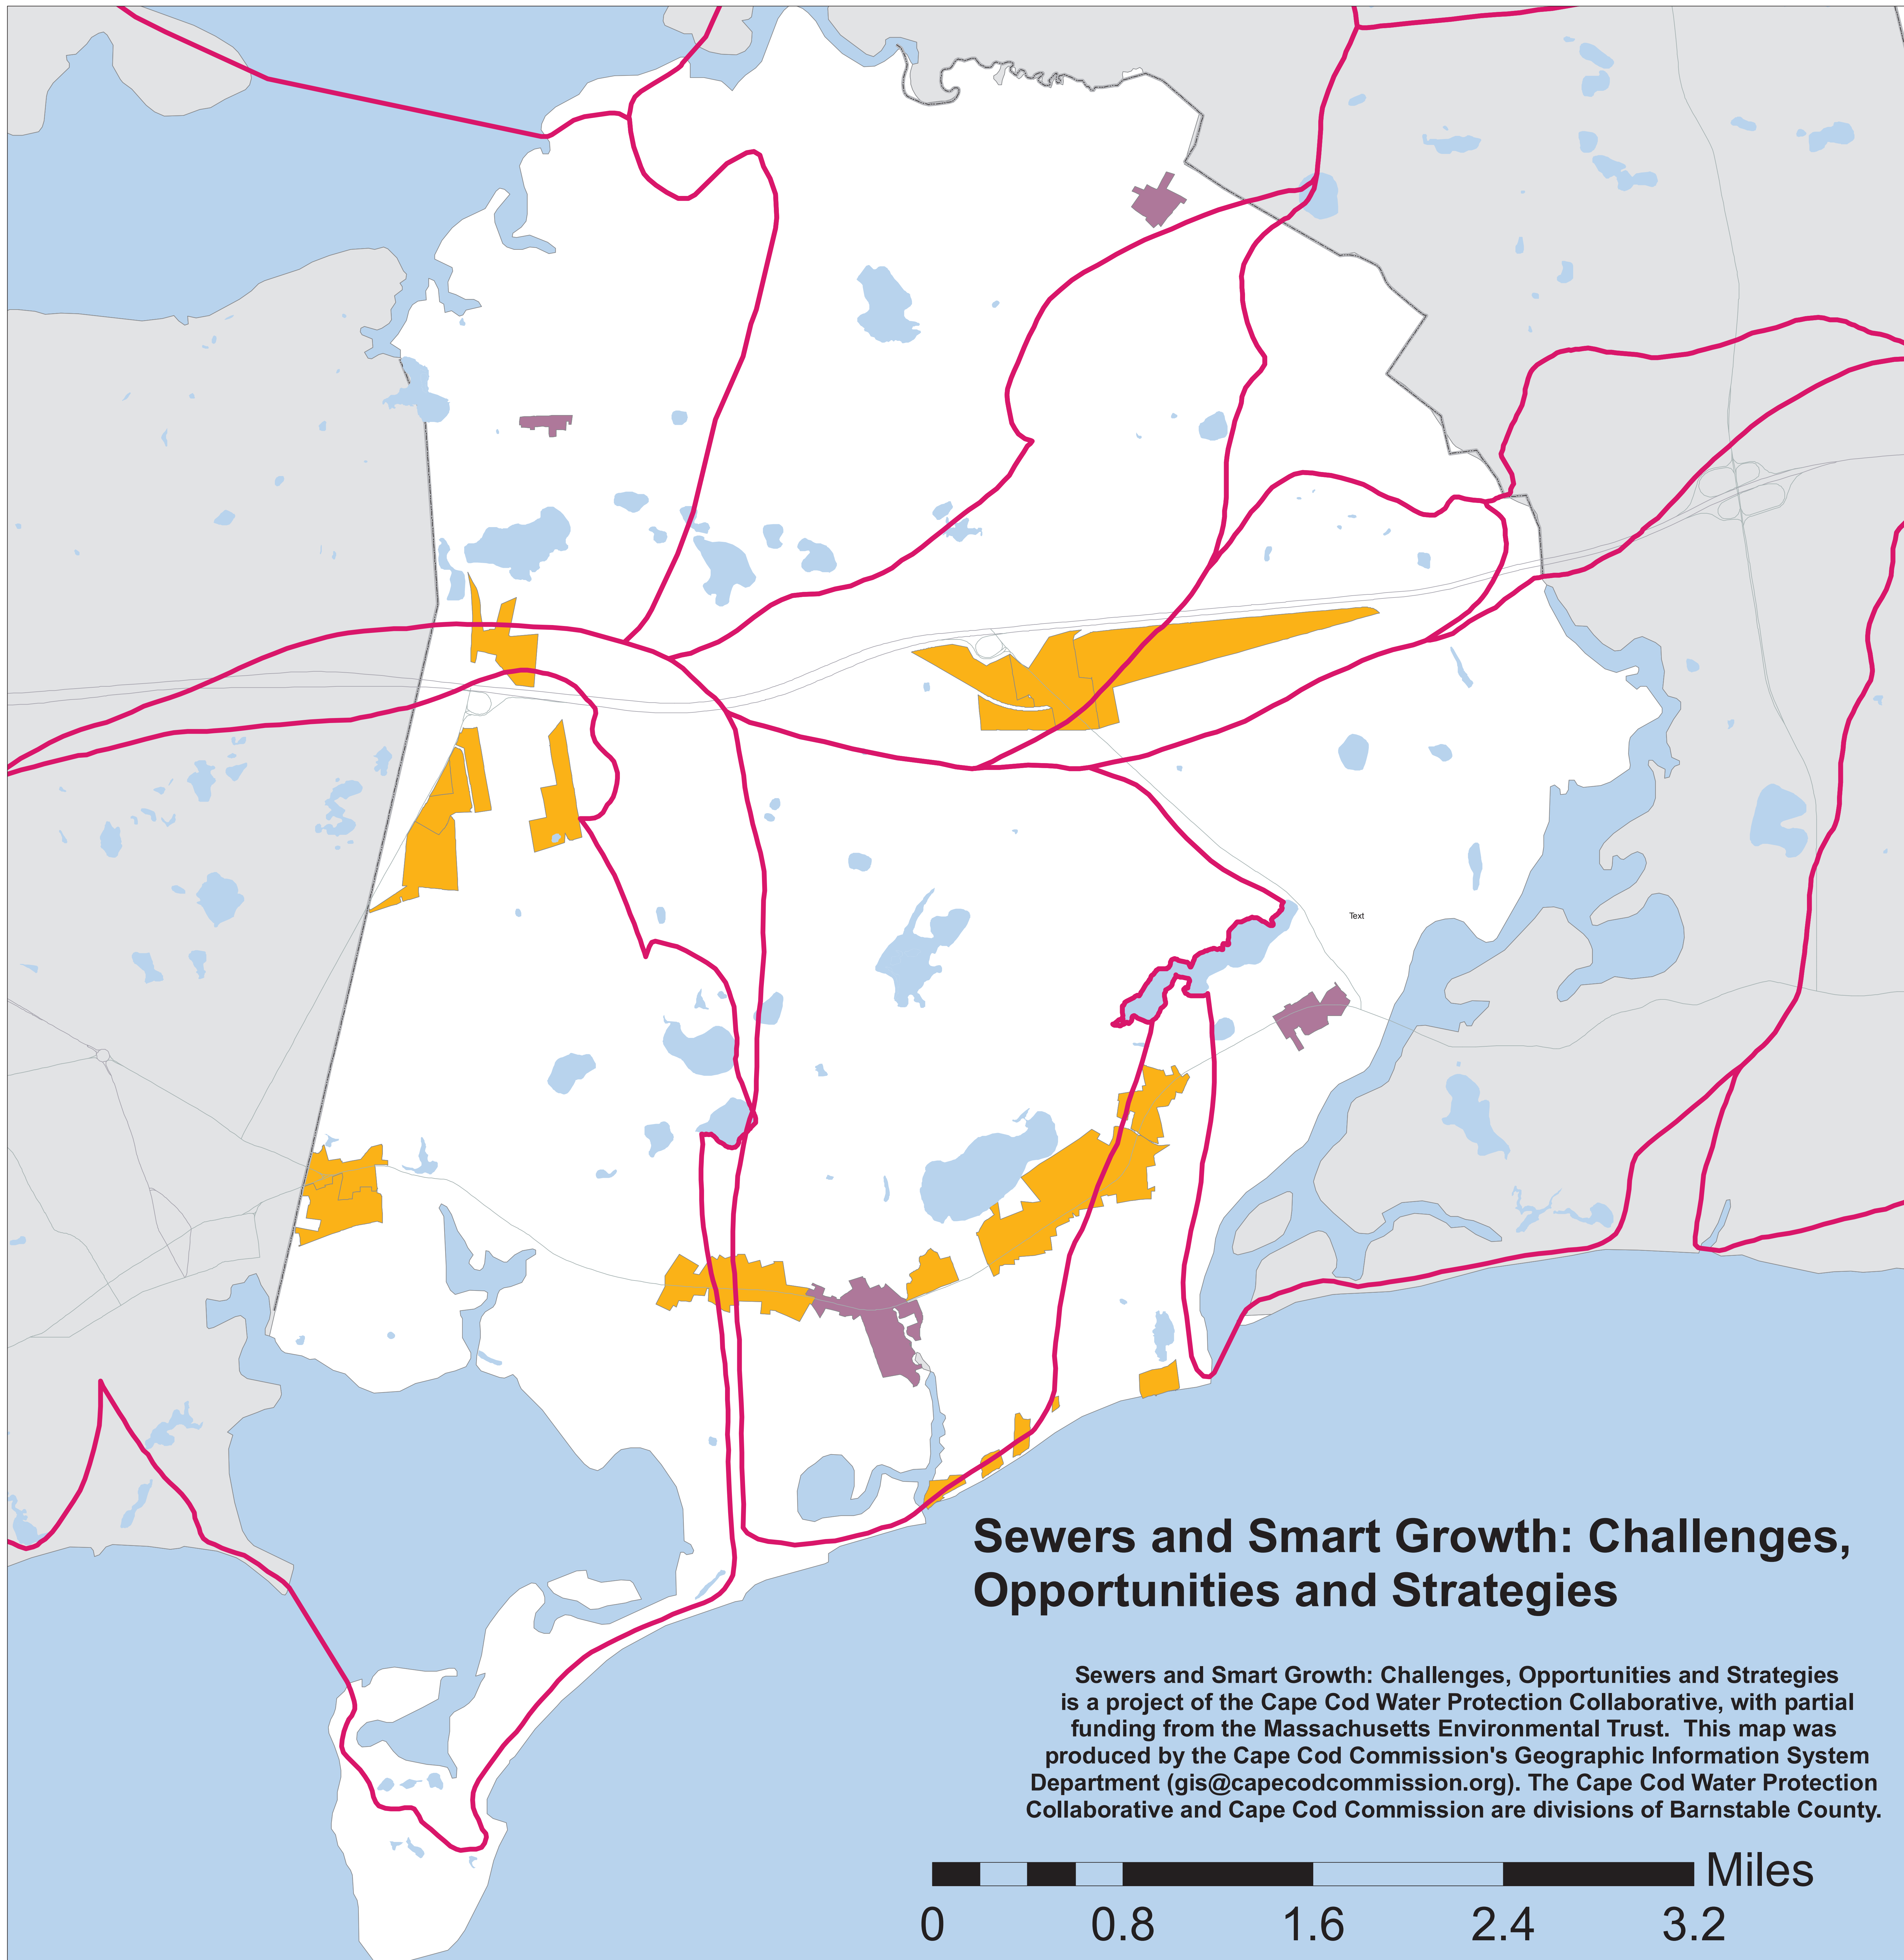 Text
Sewers and Smart Growth: Challenges,
Opportunities and Strategies
Sewers and Smart Growth: Challenges, Opportunities and Strategies
is a project of the Cape Cod Water Protection Collaborative, with partial
funding from the Massachusetts Environmental Trust.  This map was
produced by the Cape Cod Commission's Geographic Information System
Department (gis@capecodcommission.org). The Cape Cod Water Protection
Collaborative and Cape Cod Commission are divisions of Barnstable County.
Miles
0 0.8 1.6 2.4 3.2